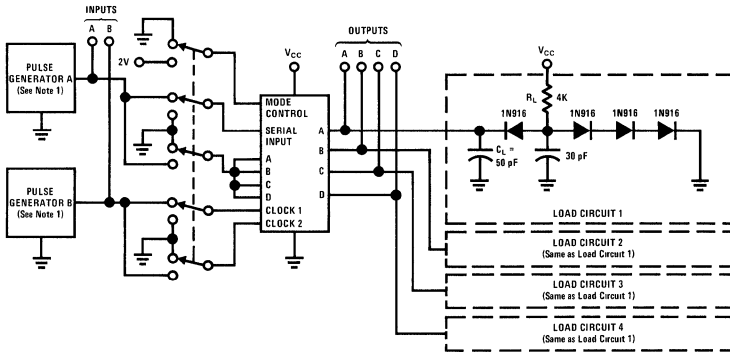 INPUTS
A B
PULSE
GENERATOR A
(See Note 1)
2V
PULSE
GENERATOR B
(See Note 1)
VCC
MODE
CONTROL
SERIAL
INPUT
A
B
C
D
CLOCK 1
CLOCK 2
A
B
C
D
OUTPUTS
A B C D
VCC
RL 4K
1N916 1N916 1N916 1N916
CL =
50 pF
30 pF
LOAD CIRCUIT 1
LOAD CIRCUIT 2
(Same as Load Circuit 1)
LOAD CIRCUIT 3
(Same as Load Circuit 1)
LOAD CIRCUIT 4
(Same as Load Circuit 1)